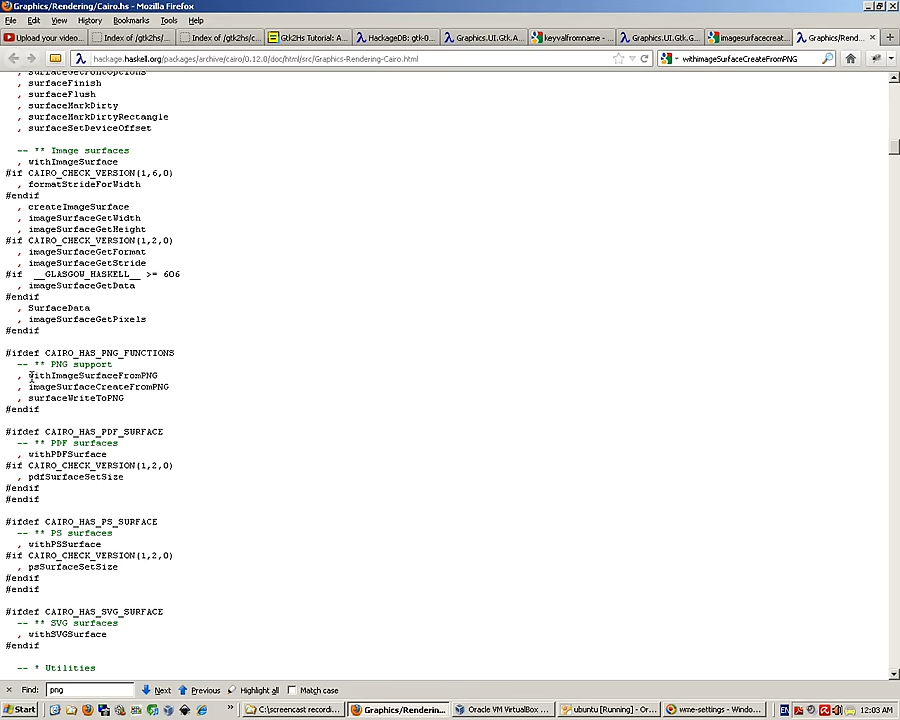 Graphics/Rendering/Cairo.hs - Mozilla Firefox
File Edit View History Bookmarks Tools Help
Upload your video... Index of /gtk2hs/... Index of /gtk2hs/c... Gtk2Hs Tutorial: A... HackageDB: gtk-0... Graphics.UI.Gtk.A... keyvalfromname - ... Graphics.UI.Gtk.G... imagesurfacecreat... Graphics/Rend...
hackage.haskell.org/packages/archive/cairo/0.12.0/doc/html/src/Graphics-Rendering-Cairo.html withimageSurfaceCreateFromPNG
, surfaceGetFontOptions
, surfaceFinish
, surfaceFlush
, surfaceMarkDirty
, surfaceMarkDirtyRectangle
, surfaceSetDeviceOffset
-- ** Image surfaces
, withImageSurface
#if CAIRO_CHECK_VERSION(1,6,0)
, formatStrideForWidth
#endif
, createImageSurface
, imageSurfaceGetWidth
, imageSurfaceGetHeight
#if CAIRO_CHECK_VERSION(1,2,0)
, imageSurfaceGetFormat
, imageSurfaceGetStride
#if __GLASGOW_HASKELL__ >= 606
, imageSurfaceGetData
#endif
, SurfaceData
, imageSurfaceGetPixels
#endif
#ifdef CAIRO_HAS_PNG_FUNCTIONS
-- ** PNG support
, withImageSurfaceFromPNG
, imageSurfaceCreateFromPNG
, surfaceWriteToPNG
#endif
#ifdef CAIRO_HAS_PDF_SURFACE
-- ** PDF surfaces
, withPDFSurface
#if CAIRO_CHECK_VERSION(1,2,0)
, pdfSurfaceSetSize
#endif
#endif
#ifdef CAIRO_HAS_PS_SURFACE
-- ** PS surfaces
, withPSSurface
#if CAIRO_CHECK_VERSION(1,2,0)
, psSurfaceSetSize
#endif
#endif
#ifdef CAIRO_HAS_SVG_SURFACE
-- ** SVG surfaces
, withSVGSurface
#endif
-- * Utilities
Find: png Next Previous Highlight all Match case
Start » C:\screencast recordi... Graphics/Renderin... Oracle VM VirtualBox ... ubuntu [Running] - Or... wme-settings - Windo... EN 12:03 AM